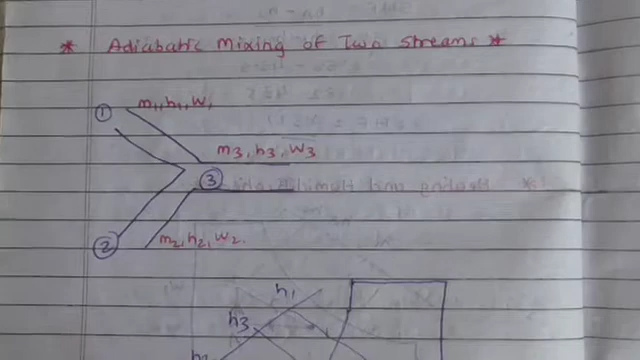 * Adiabatic Mixing Of Two Streams *
① m1, h1, W1
m3, h3, W3
③
② m2, h2, W2.
h1
h3
h2